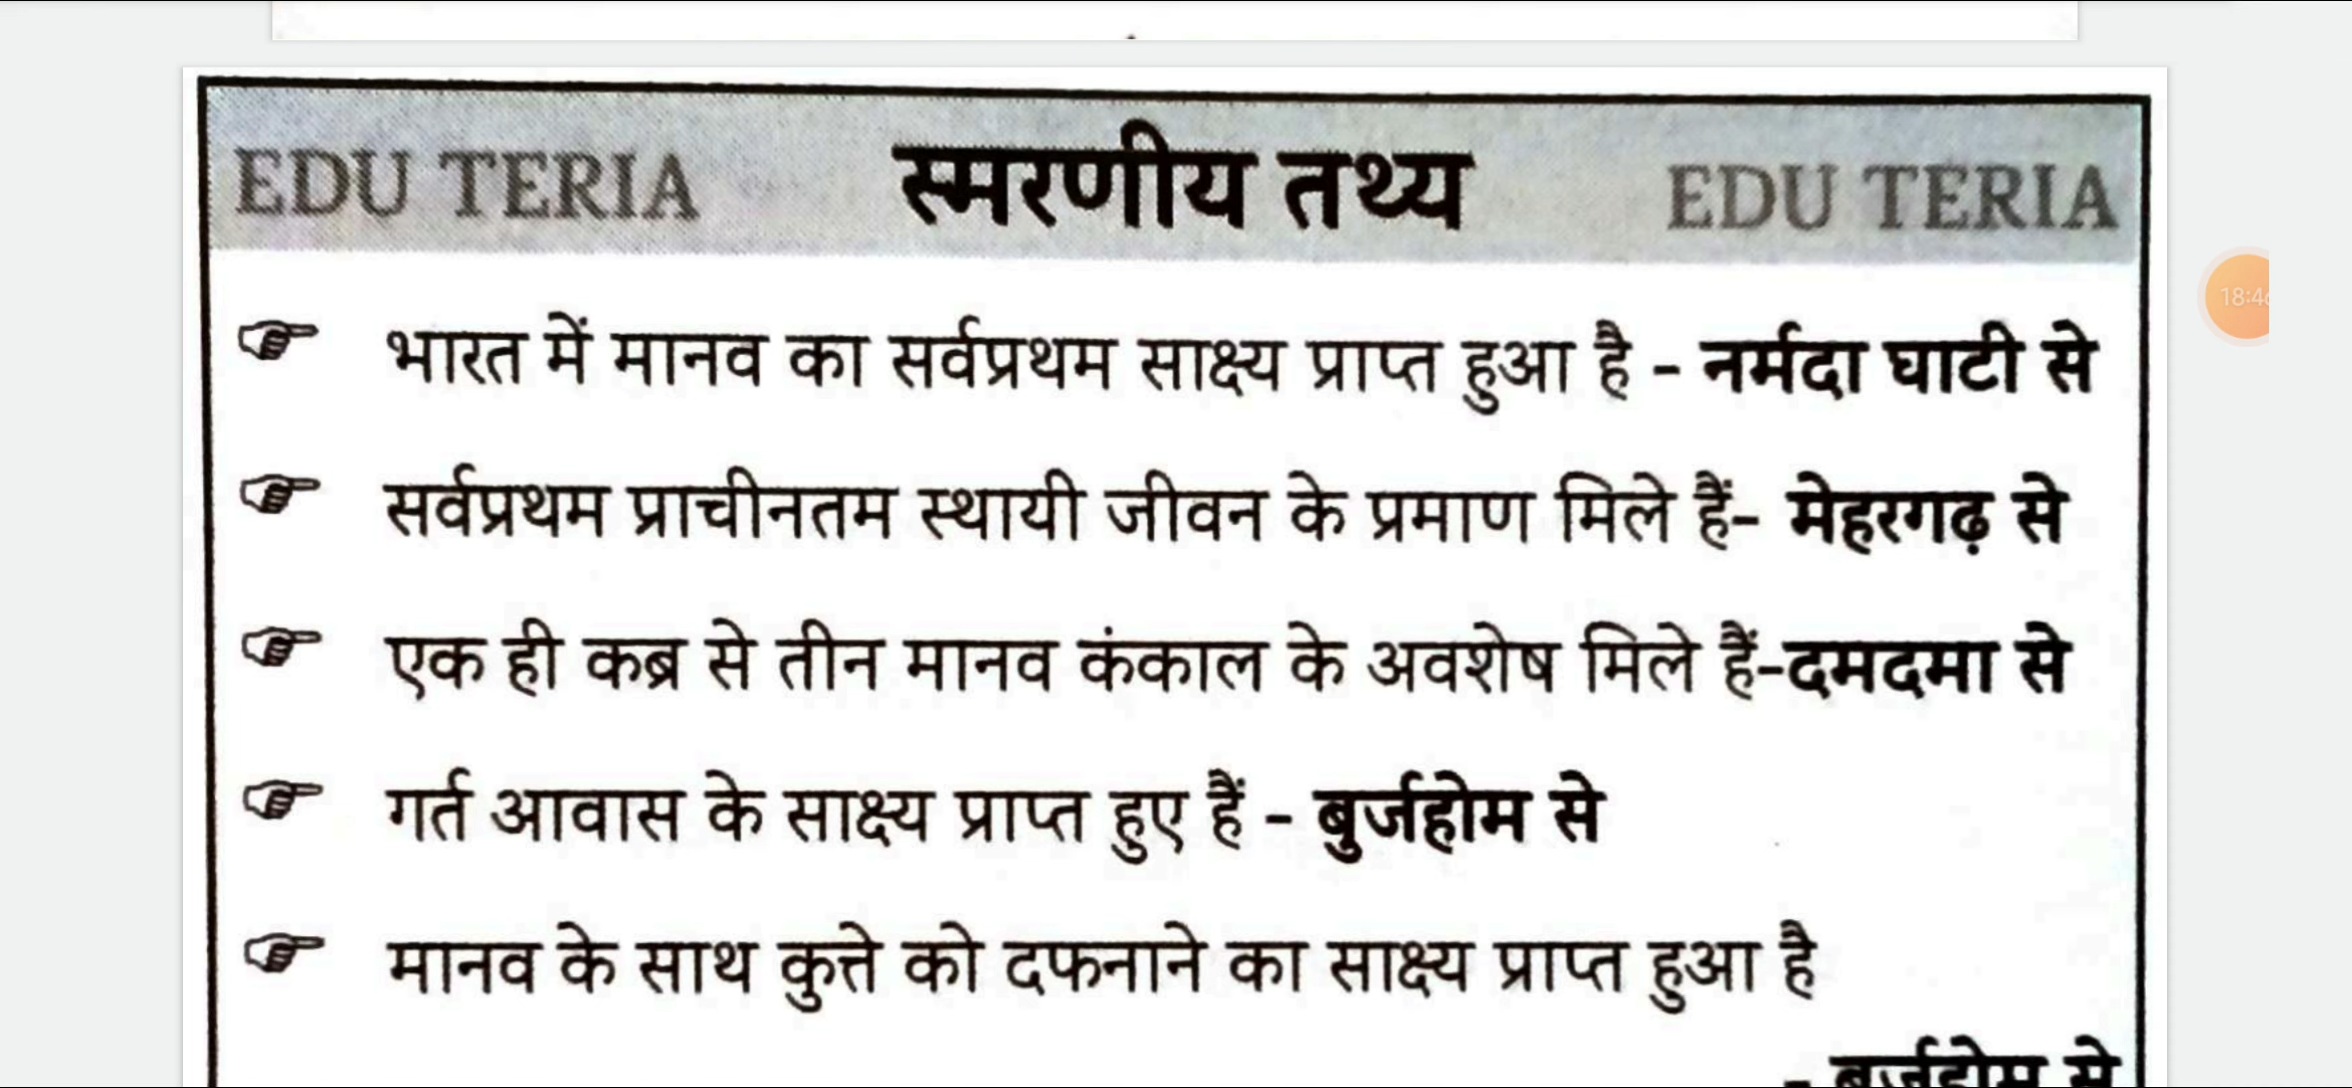 EDU TERIA स्मरणीय तथ्य EDU TERIA
भारत में मानव का सर्वप्रथम साक्ष्य प्राप्त हुआ है - नर्मदा घाटी से
सर्वप्रथम प्राचीनतम स्थायी जीवन के प्रमाण मिले हैं- मेहरगढ़ से
एक ही कब्र से तीन मानव कंकाल के अवशेष मिले हैं-दमदमा से
गर्त आवास के साक्ष्य प्राप्त हुए हैं - बुर्जहोम से
मानव के साथ कुत्ते को दफनाने का साक्ष्य प्राप्त हुआ है
- बुर्जहोम से